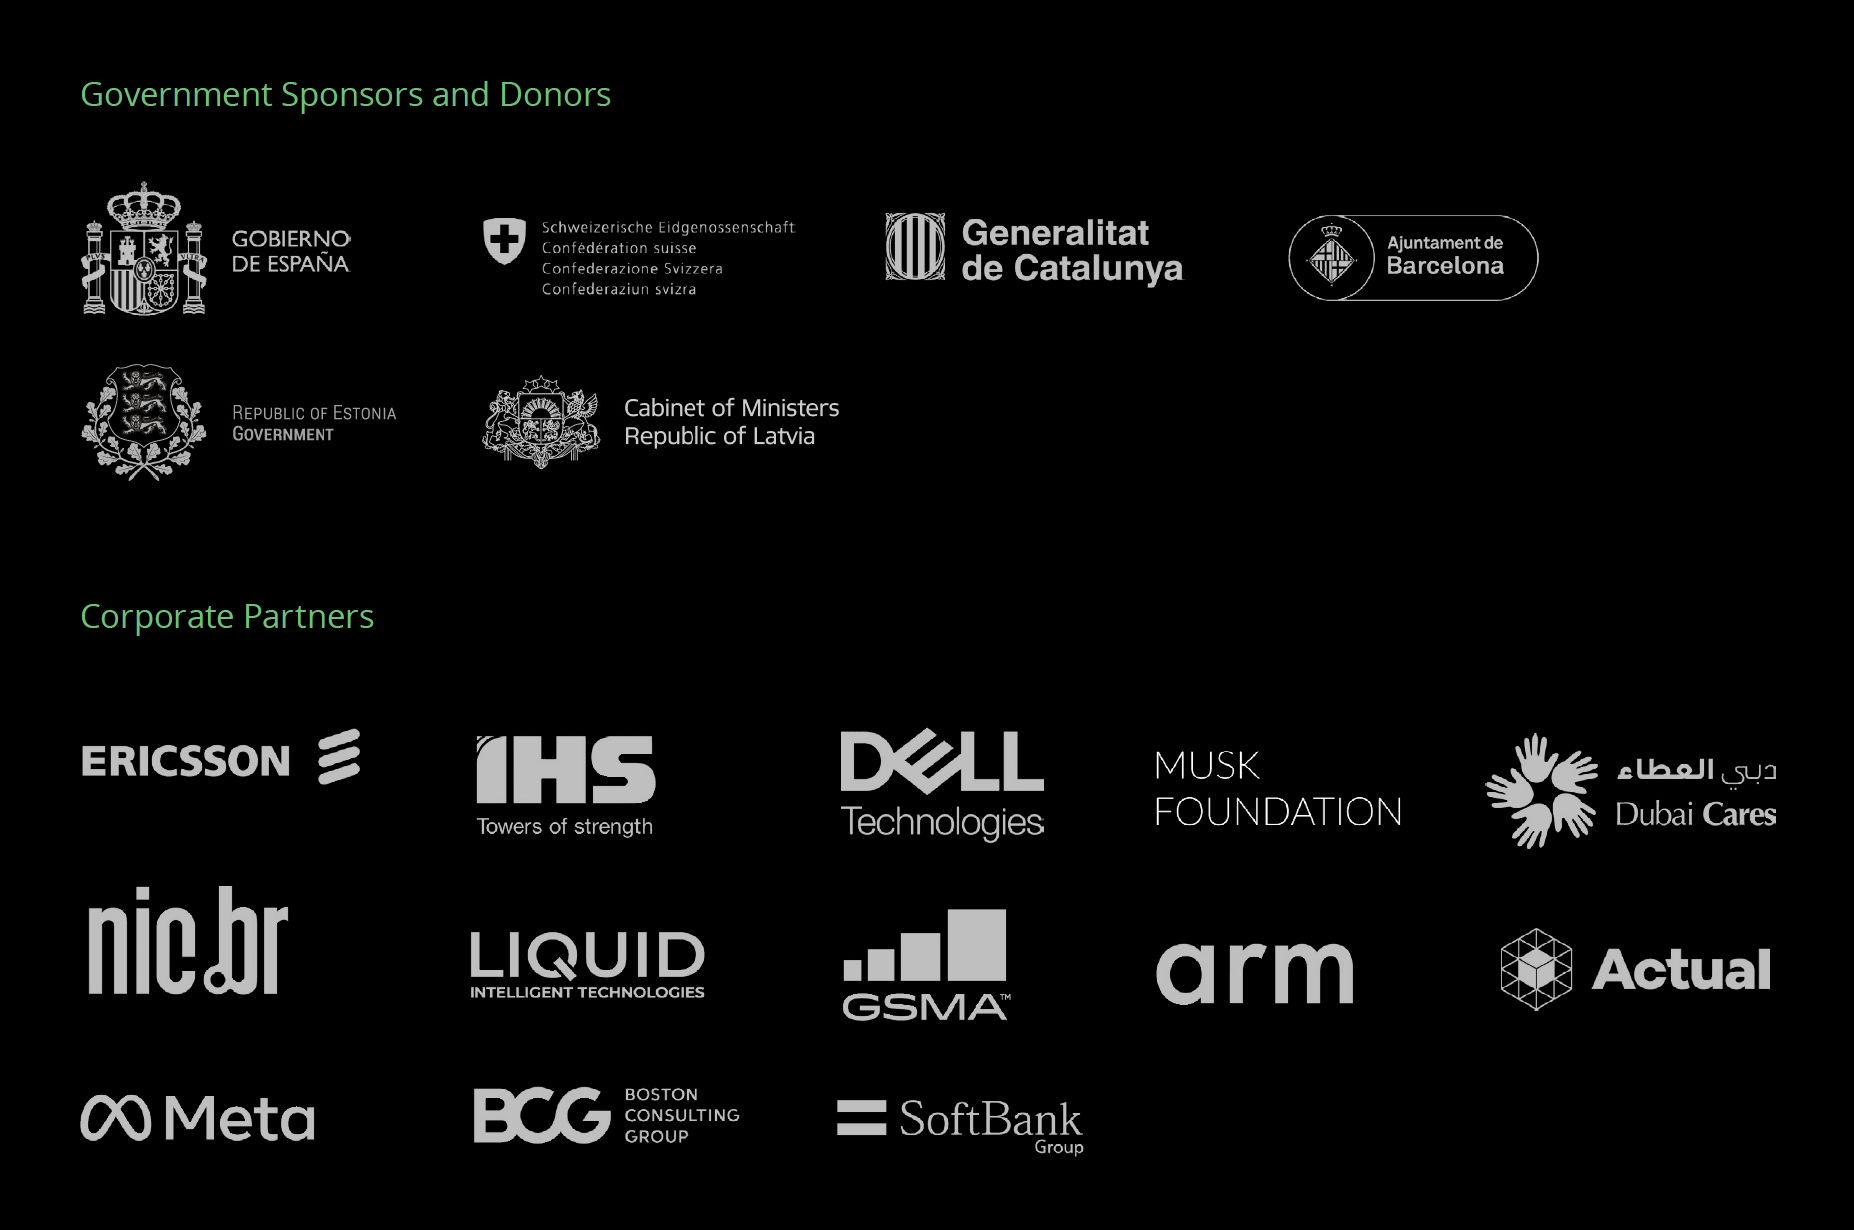 Government Sponsors and Donors
GOBIERNO
DE ESPAÑA
Schweizerische Eidgenossenschaft
Confédération suisse
Confederazione Svizzera
Confederaziun svizra
Generalitat
de Catalunya
Ajuntament de
Barcelona
REPUBLIC OF ESTONIA
GOVERNMENT
Cabinet of Ministers
Republic of Latvia
Corporate Partners
ERICSSON
IHS
Towers of strength
DELL
Technologies
MUSK
FOUNDATION
دبي العطاء
Dubai Cares
nic.br
LIQUID
INTELLIGENT TECHNOLOGIES
GSMA™
arm
Actual
Meta
BCG
BOSTON
CONSULTING
GROUP
SoftBank
Group